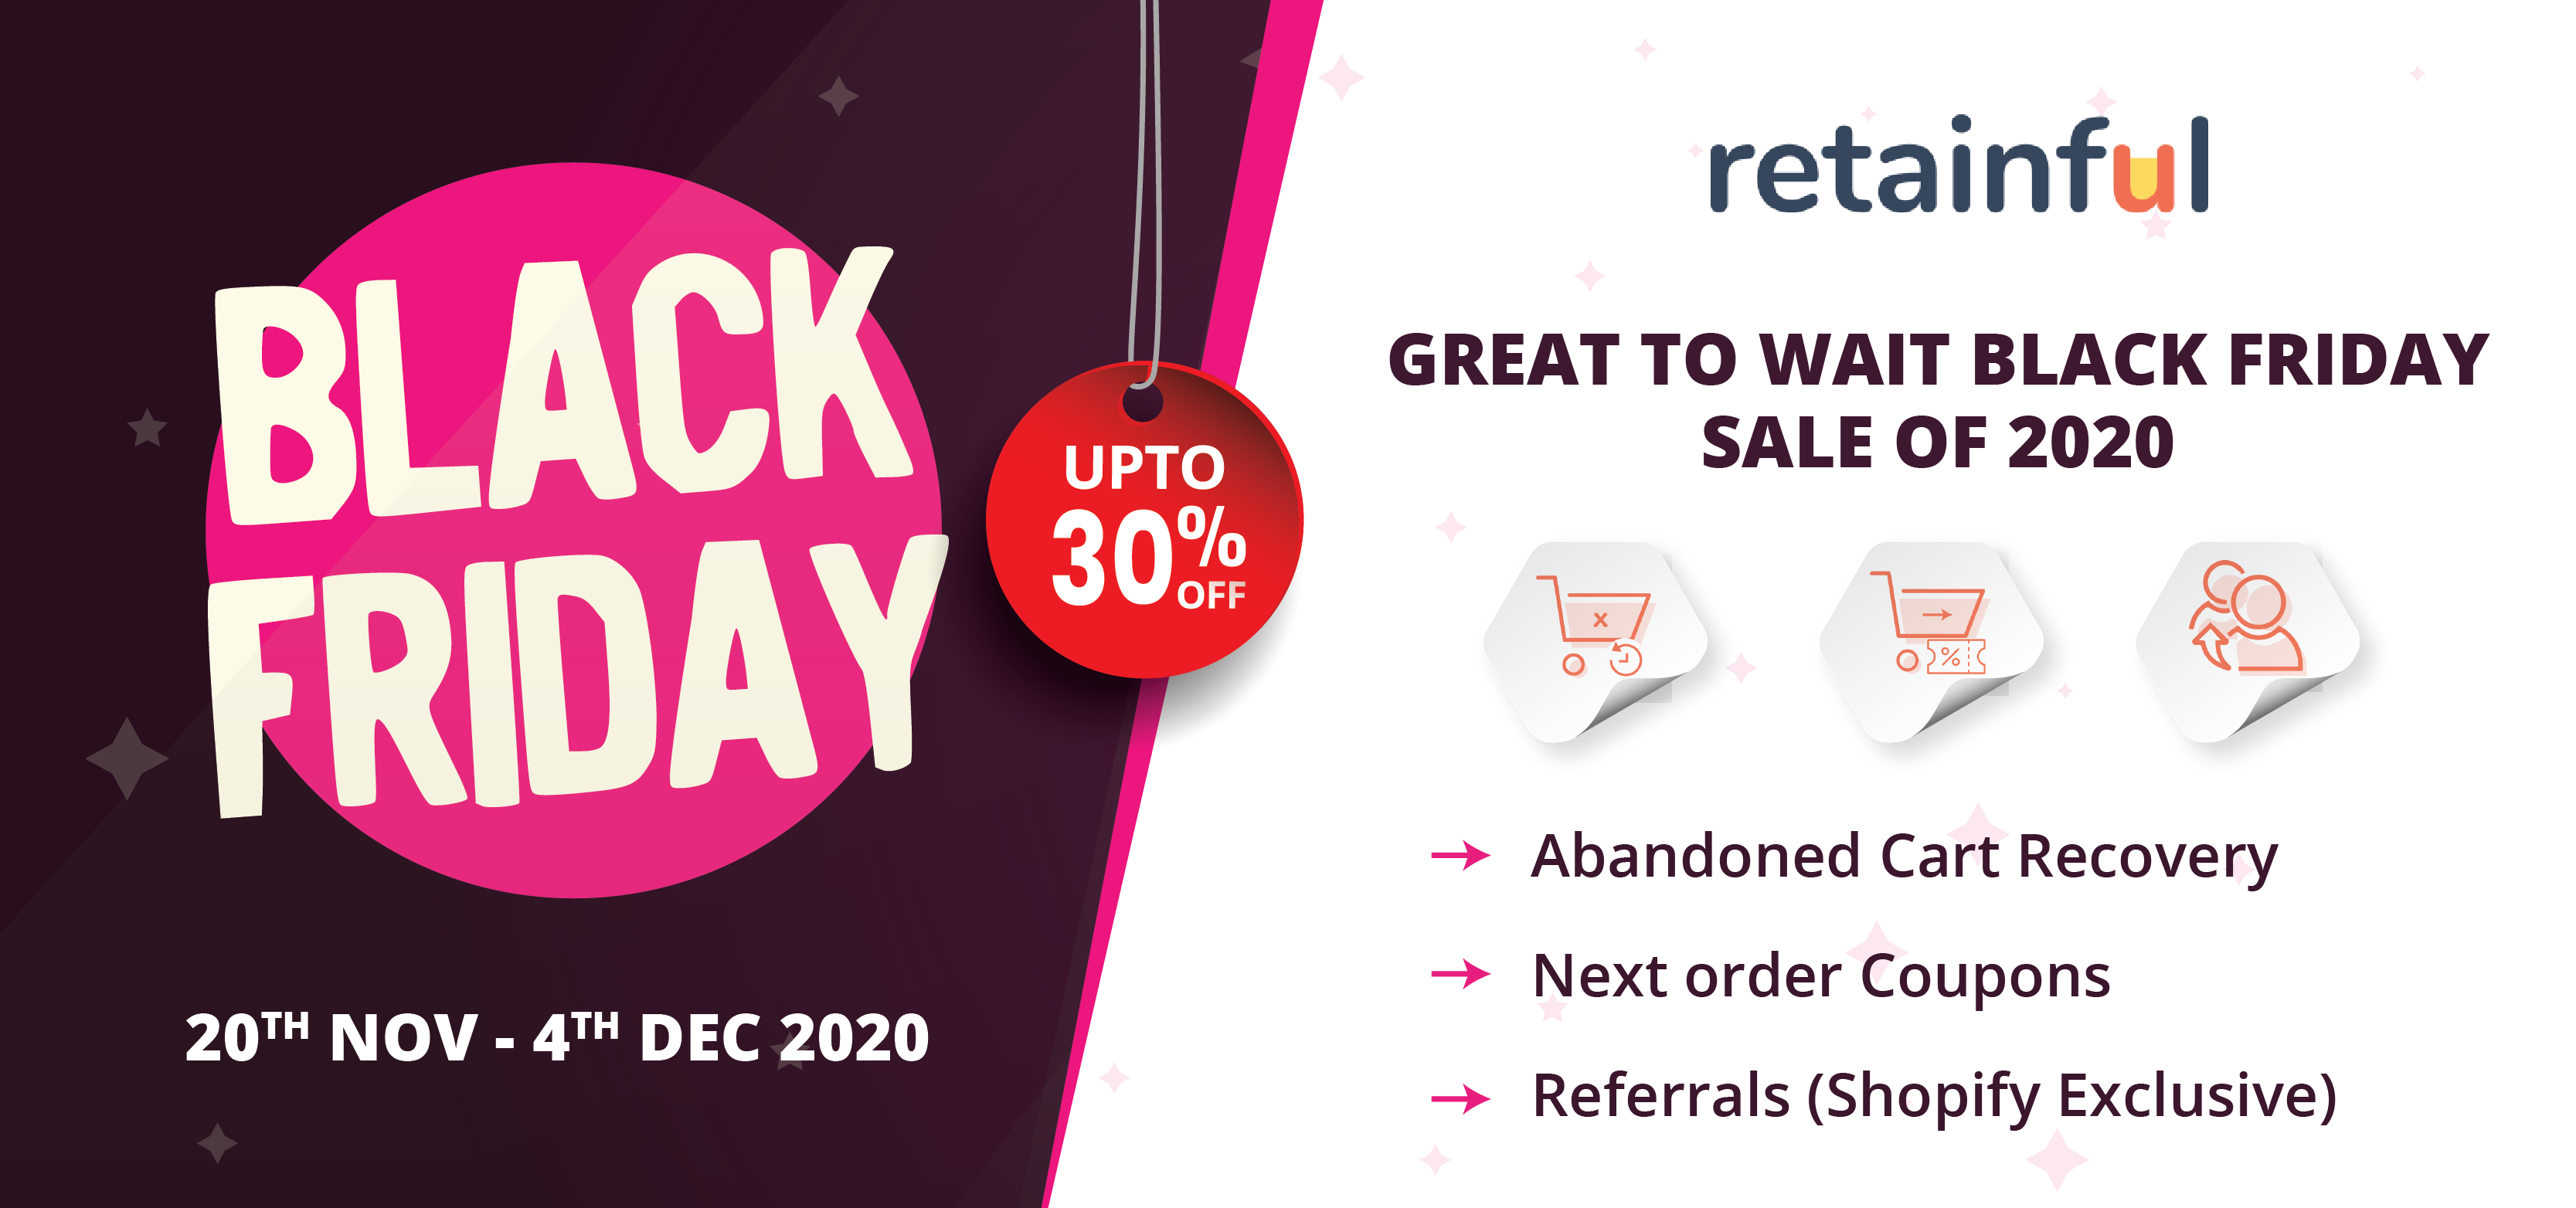 BLACK
FRIDAY
20TH NOV - 4TH DEC 2020
UPTO
30%
OFF
retainful
GREAT TO WAIT BLACK FRIDAY
SALE OF 2020
x
%
Abandoned Cart Recovery
Next order Coupons
Referrals (Shopify Exclusive)